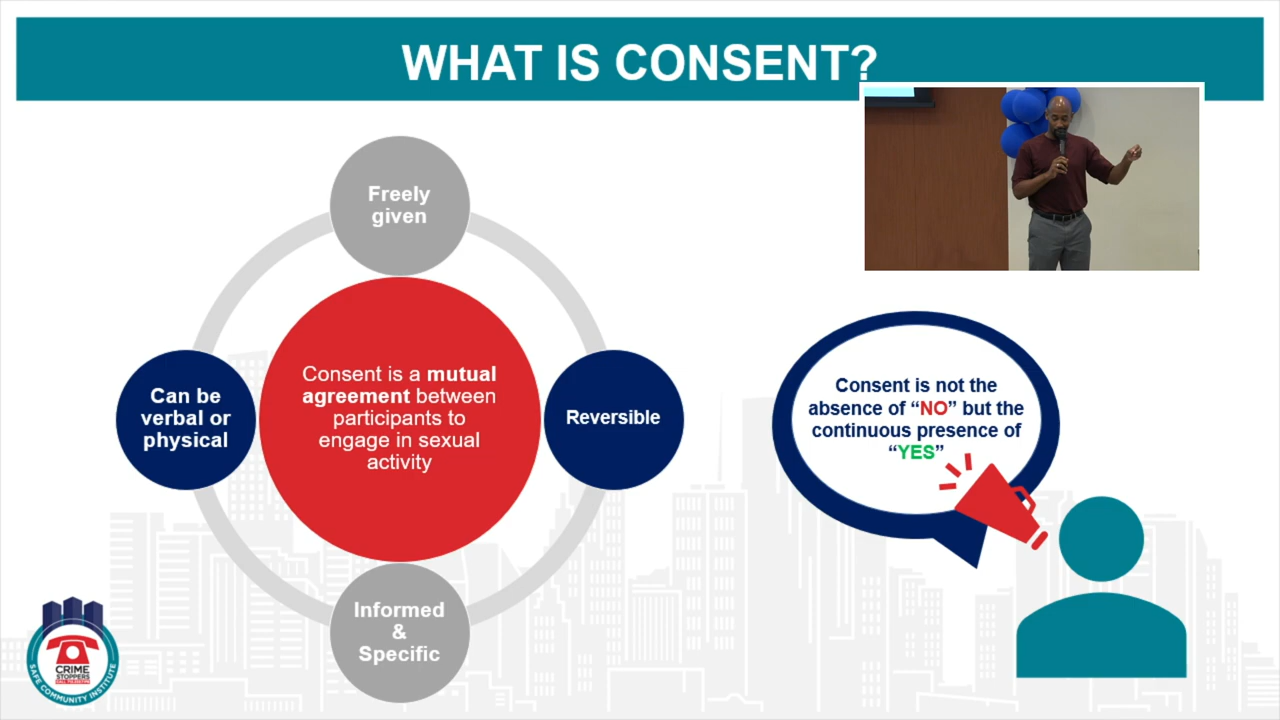 WHAT IS CONSENT?
Freely
given
Can be
verbal or
physical
Consent is a mutual
agreement between
participants to
engage in sexual
activity
Reversible
Informed
&
Specific
Consent is not the
absence of “NO” but the
continuous presence of
“YES”
CRIME
STOPPERS
SAFE COMMUNITY INSTITUTE